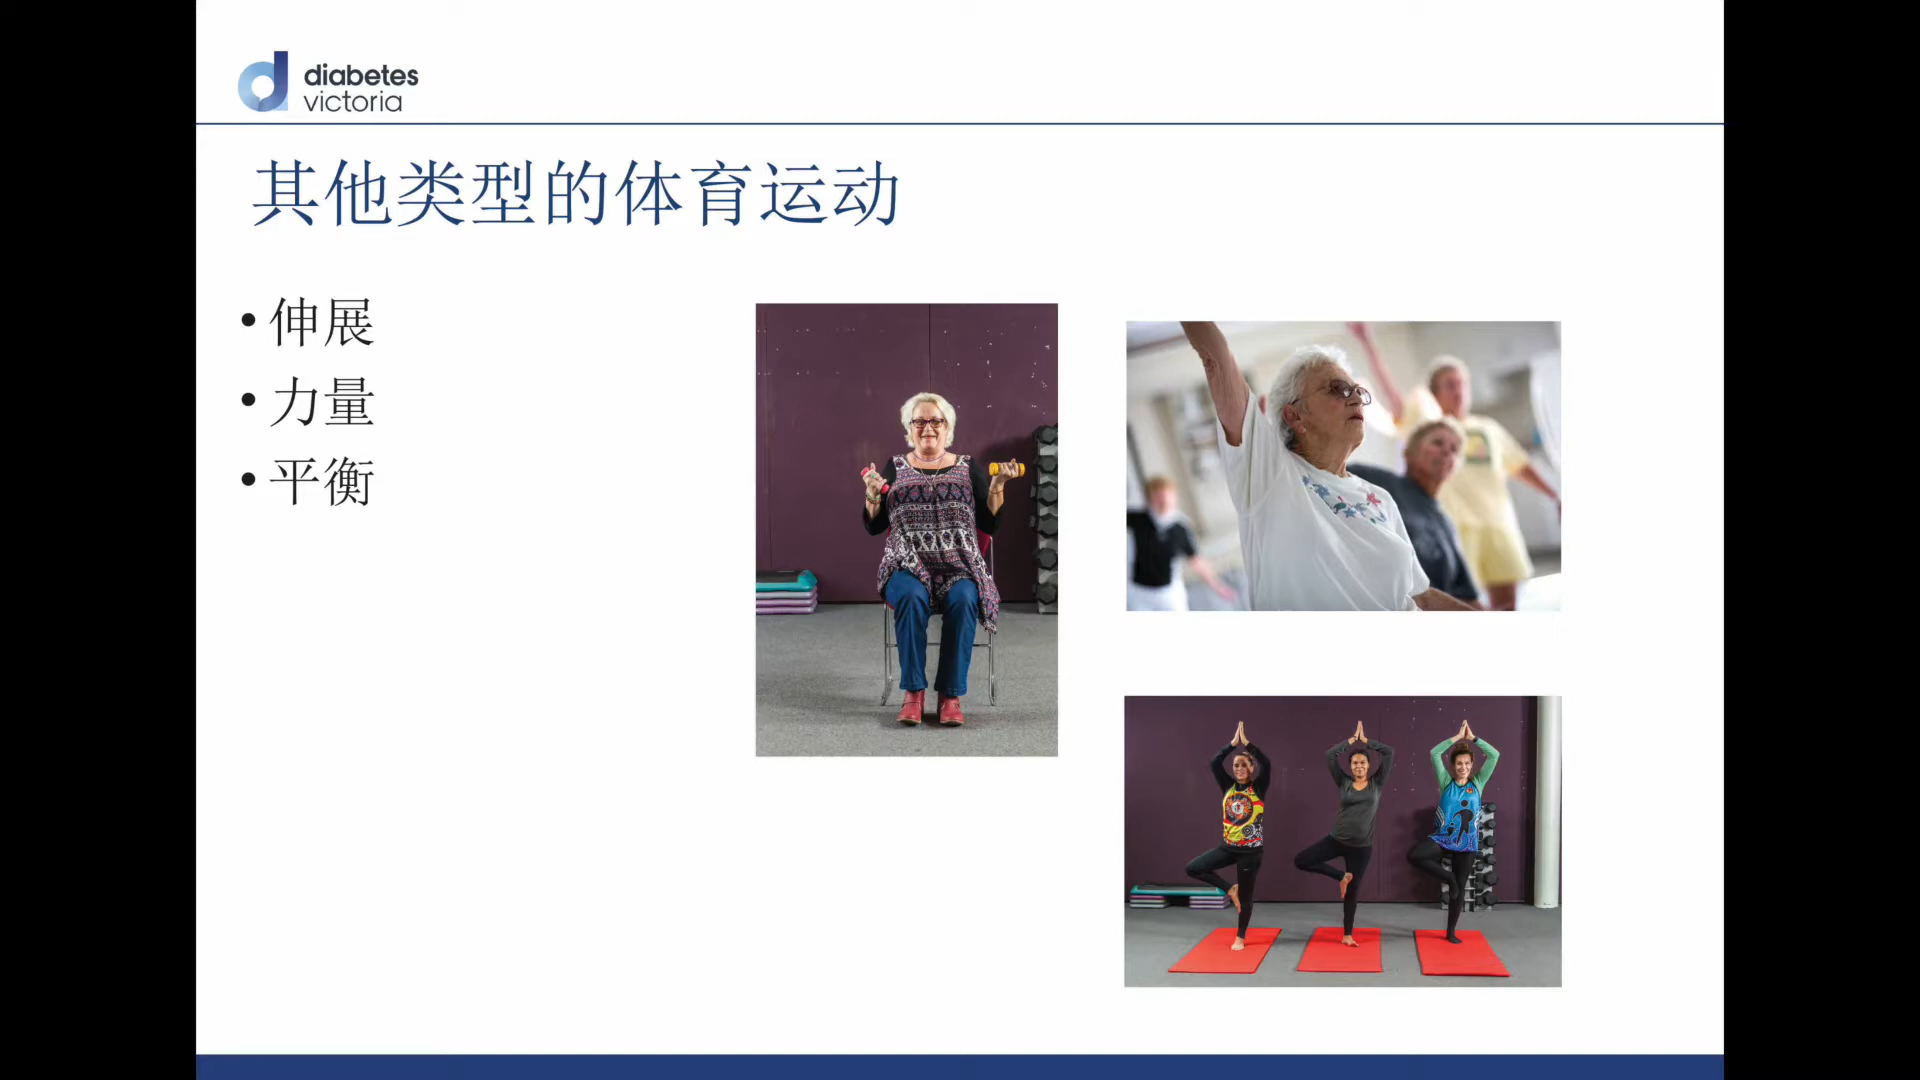 diabetes
victoria
其他类型的体育运动
• 伸展
• 力量
• 平衡